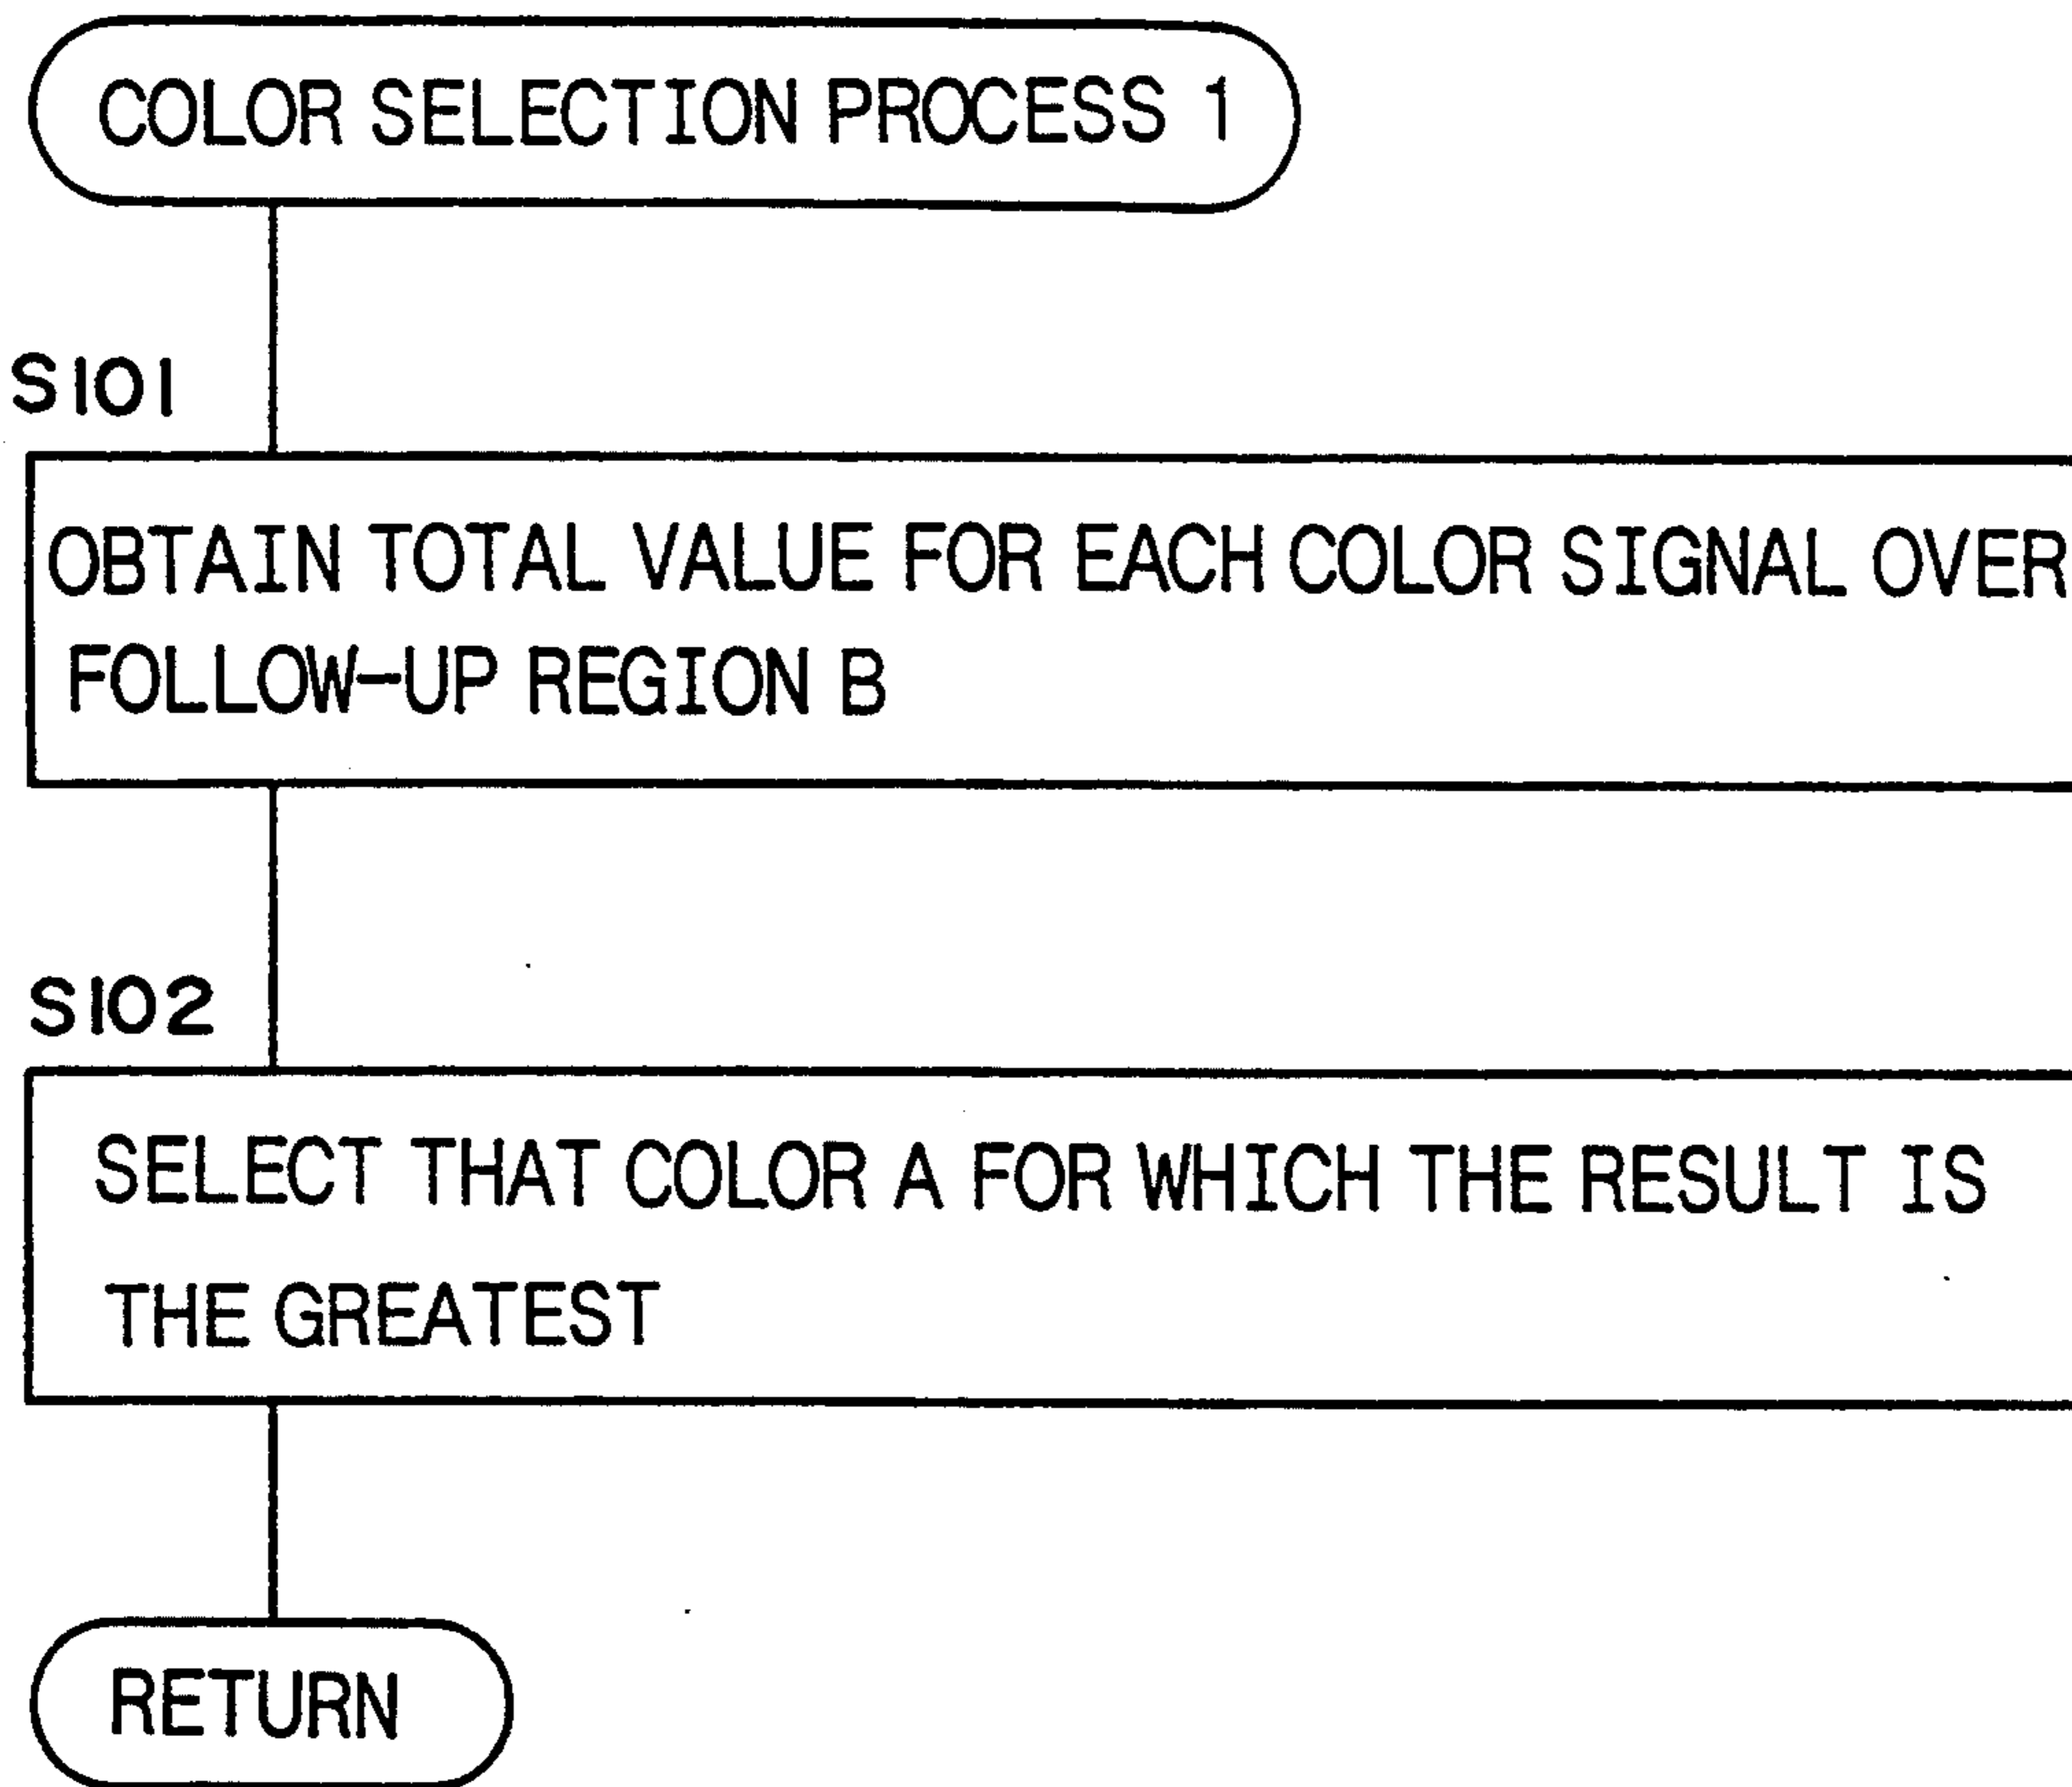 COLOR SELECTION PROCESS 1
S101
OBTAIN TOTAL VALUE FOR EACH COLOR SIGNAL OVER
FOLLOW-UP REGION B
S102
SELECT THAT COLOR A FOR WHICH THE RESULT IS
THE GREATEST
RETURN